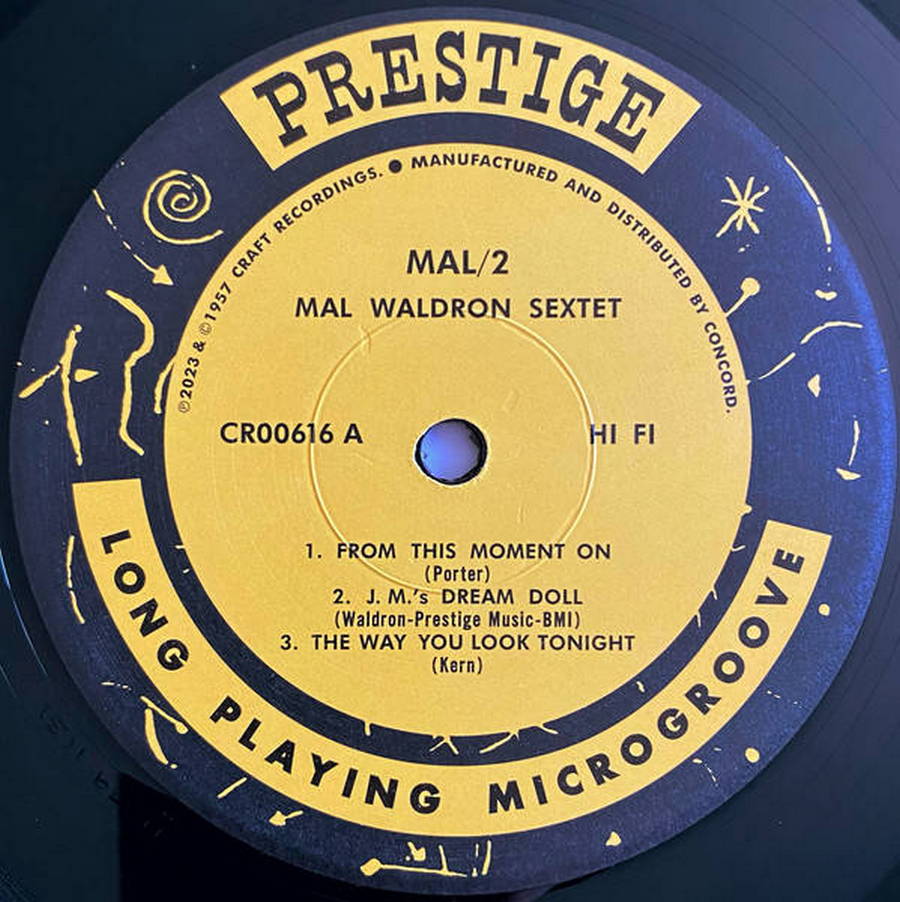 PRESTIGE
℗2023 & ©1957 CRAFT RECORDINGS. ● MANUFACTURED AND DISTRIBUTED BY CONCORD.
MAL/2
MAL WALDRON SEXTET
CR00616 A
HI FI
1. FROM THIS MOMENT ON
(Porter)
2. J. M.'s DREAM DOLL
(Waldron-Prestige Music-BMI)
3. THE WAY YOU LOOK TONIGHT
(Kern)
LONG PLAYING MICROGROOVE